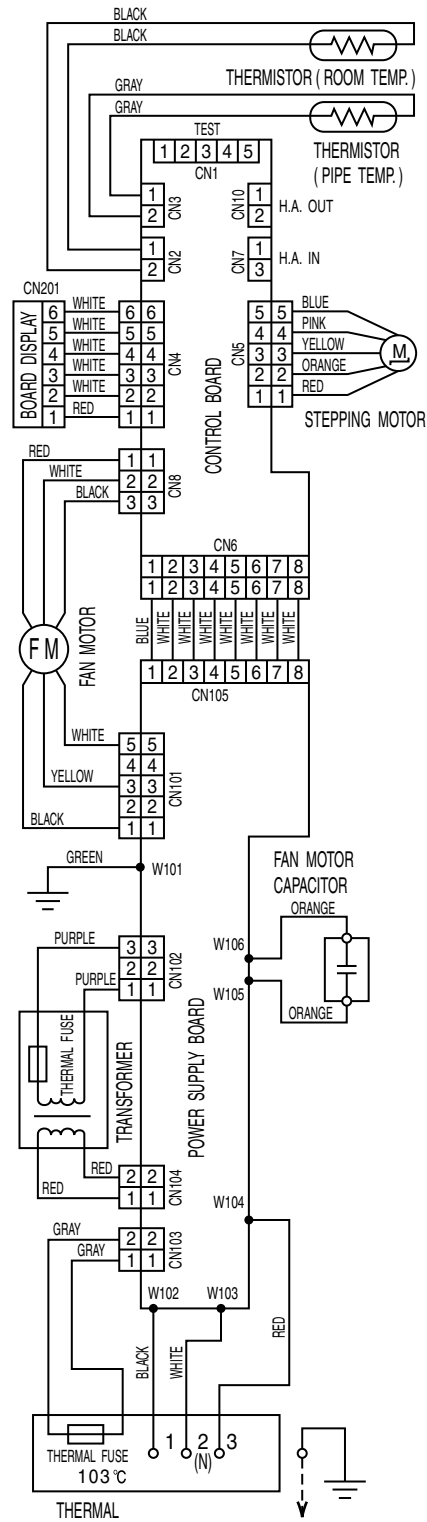 BLACK
BLACK
THERMISTOR ( ROOM TEMP. )
GRAY
GRAY
THERMISTOR
( PIPE TEMP. )
TEST
1 2 3 4 5
CN1
1
2
CN3
1
2
CN10
H.A. OUT
1
2
CN2
1
3
CN7
H.A. IN
CN201
BOARD DISPLAY
6 WHITE 6 6
5 WHITE 5 5
4 WHITE 4 4
3 WHITE 3 3
2 WHITE 2 2
1 RED 1 1
CN4
CONTROL BOARD
CN5
5 5 BLUE
4 4 PINK
3 3 YELLOW
2 2 ORANGE
1 1 RED
M
STEPPING MOTOR
RED 1 1
WHITE 2 2
BLACK 3 3
CN8
CN6
1 2 3 4 5 6 7 8
1 2 3 4 5 6 7 8
BLUE WHITE WHITE WHITE WHITE WHITE WHITE WHITE
1 2 3 4 5 6 7 8
CN105
FM
FAN MOTOR
WHITE 5 5
4 4
YELLOW 3 3
2 2
BLACK 1 1
CN101
GREEN
W101
FAN MOTOR
CAPACITOR
ORANGE
W106
W105
ORANGE
PURPLE 3 3
2 2
PURPLE 1 1
CN102
THERMAL FUSE
TRANSFORMER
POWER SUPPLY BOARD
RED 2 2
RED 1 1
CN104
W104
GRAY 2 2
GRAY 1 1
CN103
W102
W103
BLACK
WHITE
RED
THERMAL FUSE
103℃
1 2 3
(N)
THERMAL